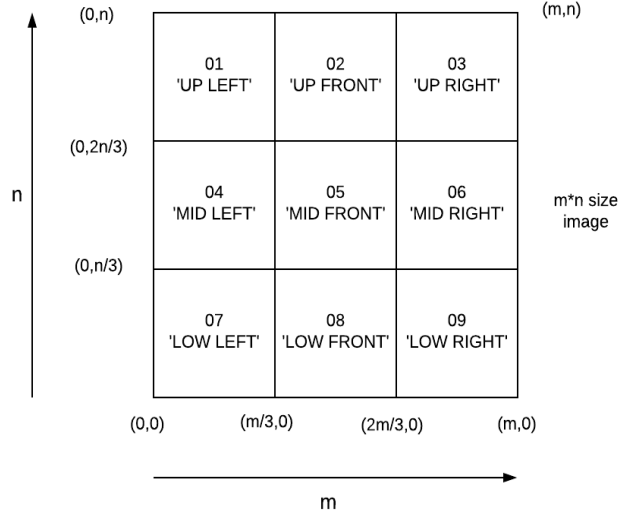 (0,n)
(m,n)
01
'UP LEFT'
02
'UP FRONT'
03
'UP RIGHT'
(0,2n/3)
n
04
'MID LEFT'
05
'MID FRONT'
06
'MID RIGHT'
m*n size
image
(0,n/3)
07
'LOW LEFT'
08
'LOW FRONT'
09
'LOW RIGHT'
(0,0)
(m/3,0)
(2m/3,0)
(m,0)
m